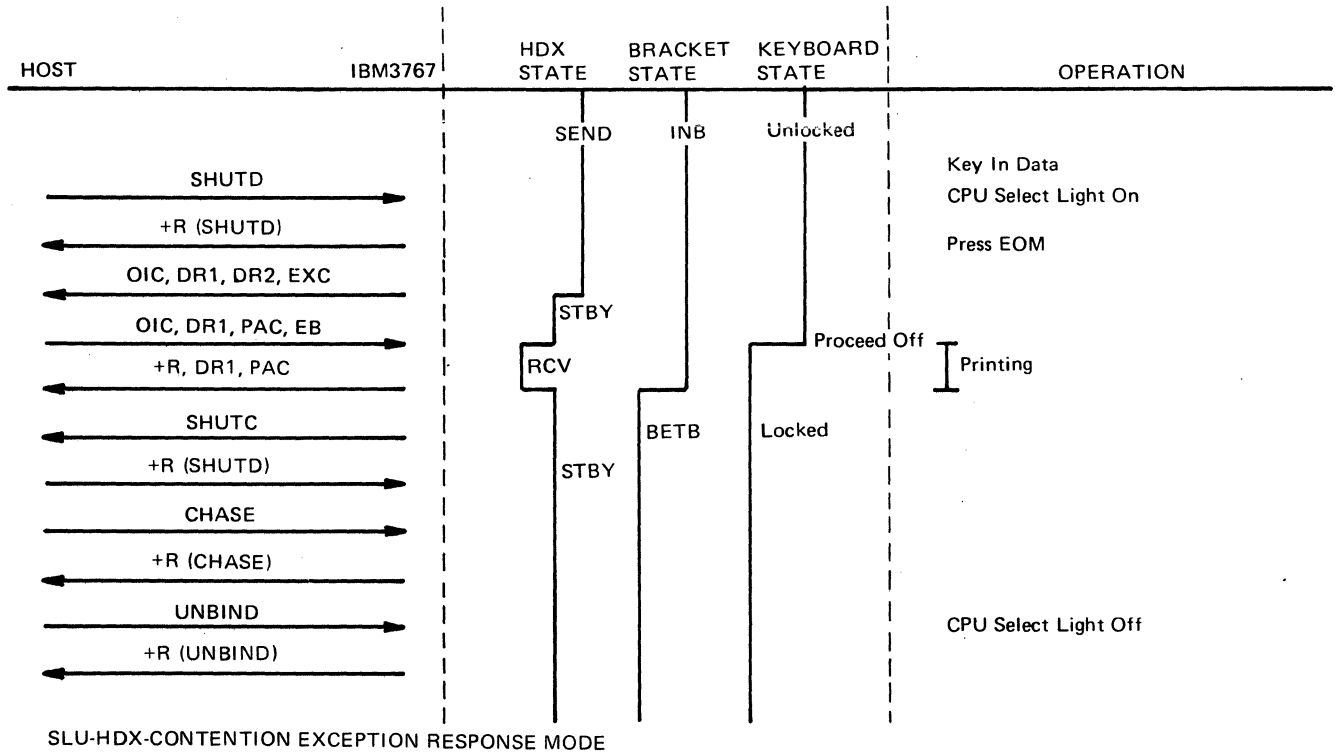 HOST
IBM3767
HDX STATE
BRACKET STATE
KEYBOARD STATE
OPERATION
SEND
INB
Unlocked
Key In Data
SHUTD
CPU Select Light On
+R (SHUTD)
Press EOM
OIC, DR1, DR2, EXC
STBY
OIC, DR1, PAC, EB
Proceed Off
+R, DR1, PAC
RCV
Printing
SHUTC
BETB
Locked
+R (SHUTD)
STBY
CHASE
+R (CHASE)
UNBIND
CPU Select Light Off
+R (UNBIND)
SLU-HDX-CONTENTION EXCEPTION RESPONSE MODE